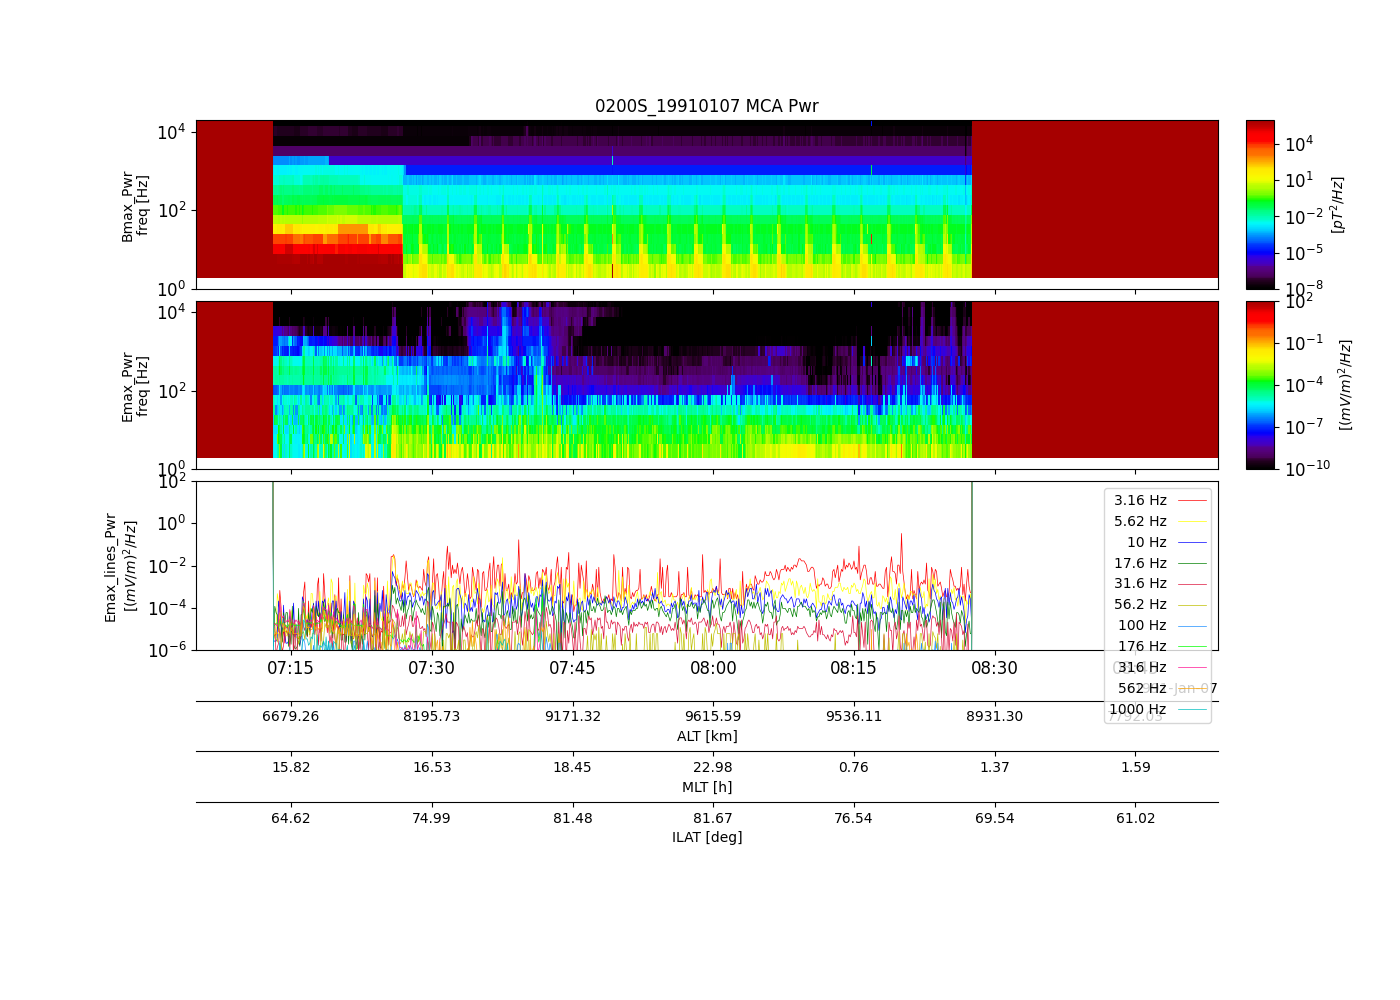 0200S_19910107 MCA Pwr
Bmax_Pwr
freq [Hz]
10^4
10^2
10^0
10^4
10^1
10^-2
10^-5
10^-8
[pT^2/Hz]
Emax_Pwr
freq [Hz]
10^4
10^2
10^0
10^2
10^-1
10^-4
10^-7
10^-10
[(mV/m)^2/Hz]
Emax_lines_Pwr
[(mV/m)^2/Hz]
10^2
10^0
10^-2
10^-4
10^-6
3.16 Hz
5.62 Hz
10 Hz
17.6 Hz
31.6 Hz
56.2 Hz
100 Hz
176 Hz
316 Hz
562 Hz
1000 Hz
07:15 07:30 07:45 08:00 08:15 08:30 08:45
-Jan-07
6679.26 8195.73 9171.32 9615.59 9536.11 8931.30 7792.03
ALT [km]
15.82 16.53 18.45 22.98 0.76 1.37 1.59
MLT [h]
64.62 74.99 81.48 81.67 76.54 69.54 61.02
ILAT [deg]